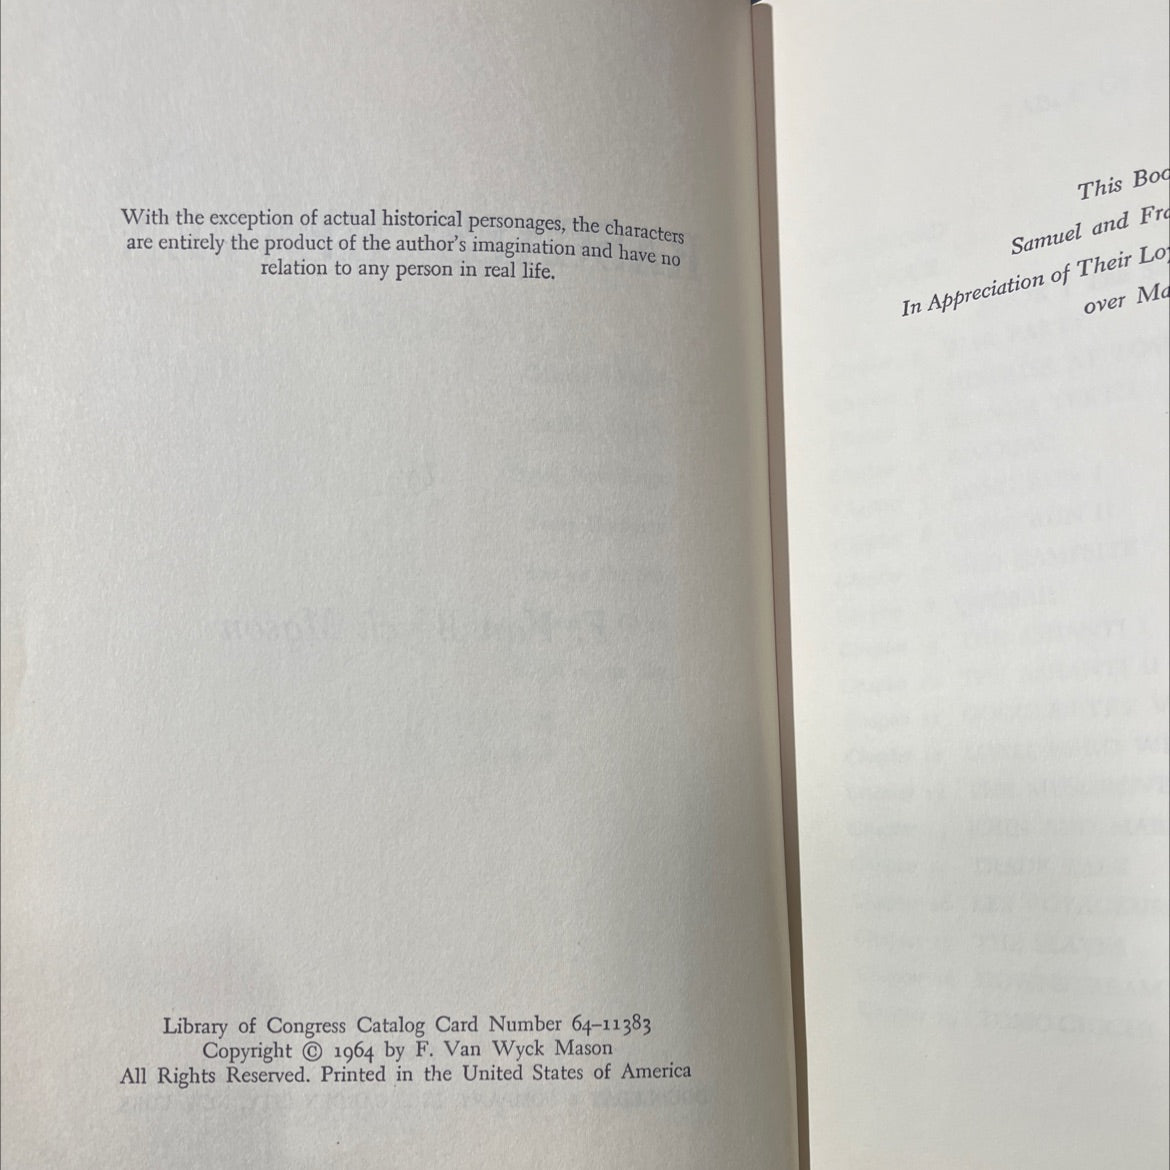 With the exception of actual historical personages, the characters
are entirely the product of the author's imagination and have no
relation to any person in real life.
Library of Congress Catalog Card Number 64-11383
Copyright © 1964 by F. Van Wyck Mason
All Rights Reserved. Printed in the United States of America
This Boo
Samuel and Fra
In Appreciation of Their Loy
over Ma